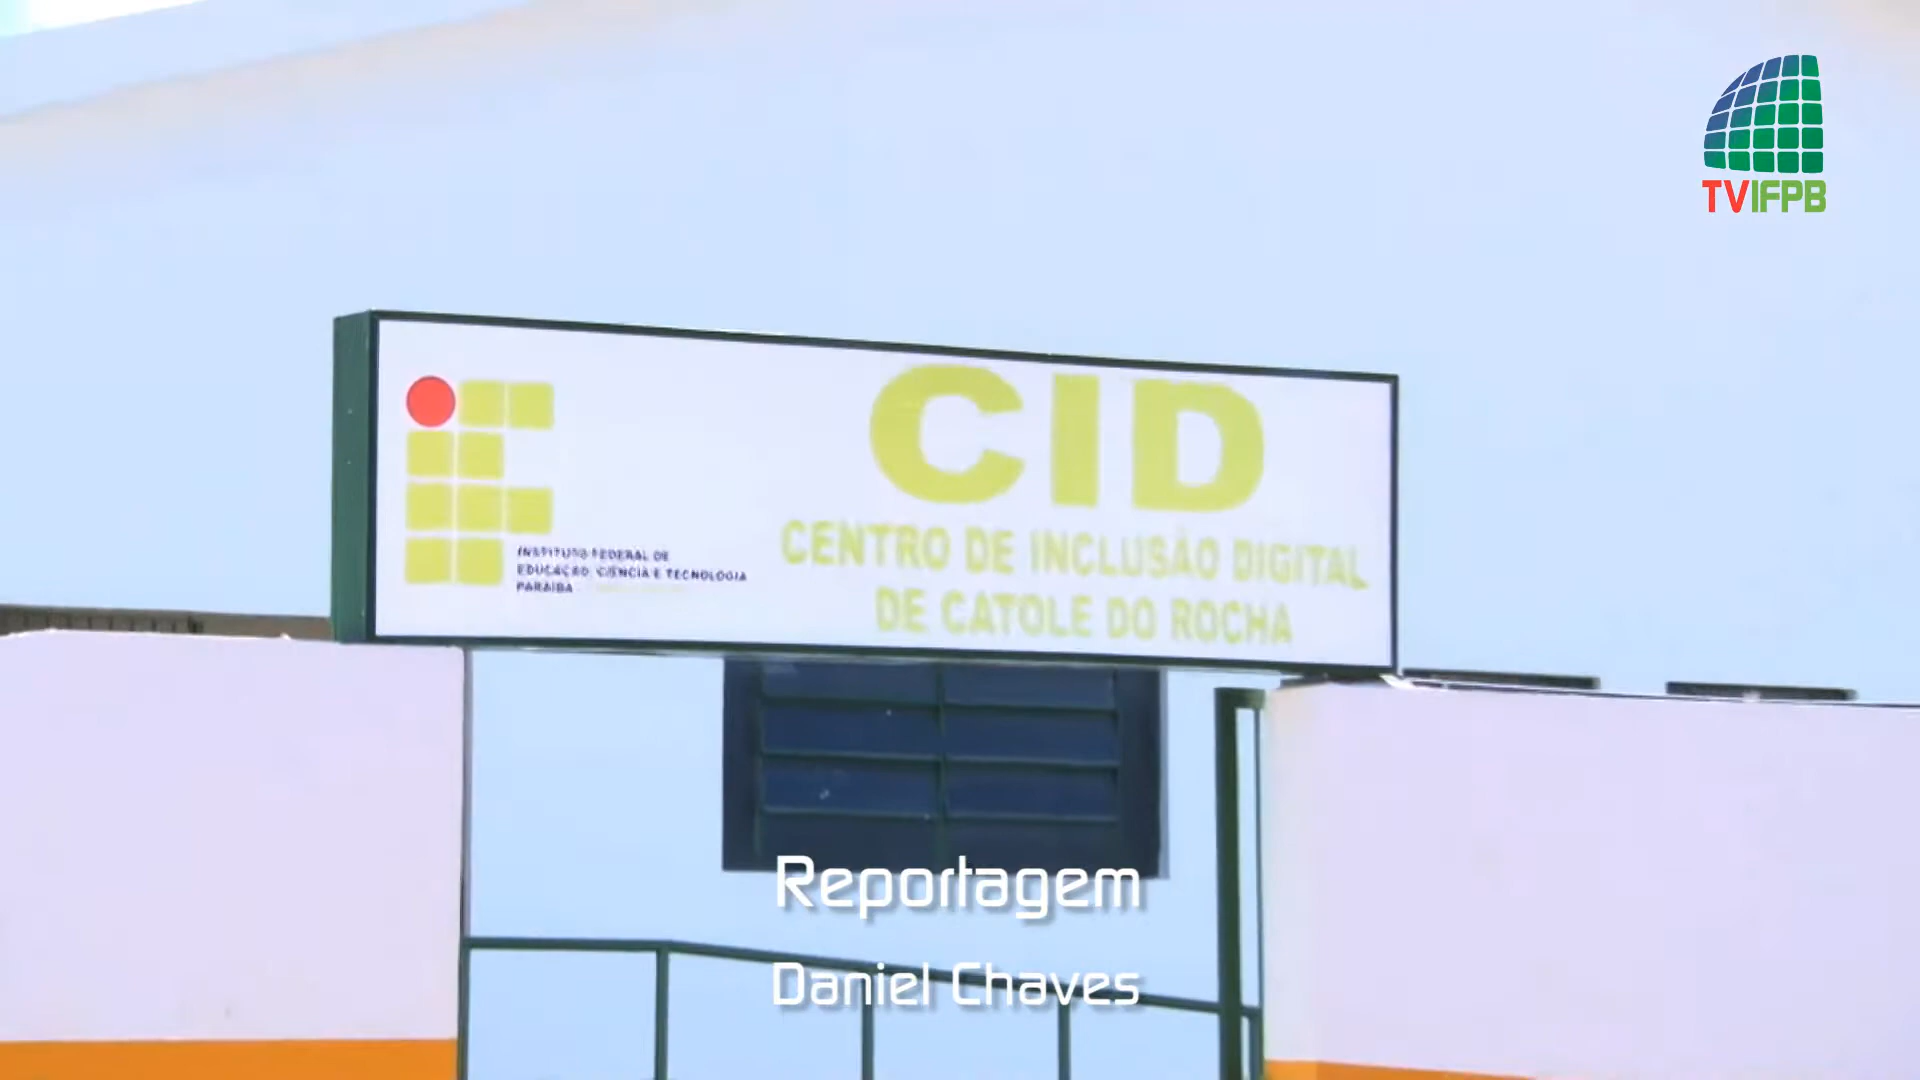 TVIFPB
CID
CENTRO DE INCLUSÃO DIGITAL
DE CATOLE DO ROCHA
INSTITUTO FEDERAL DE
EDUCAÇÃO, CIÊNCIA E TECNOLOGIA
PARAÍBA
Reportagem
Daniel Chaves